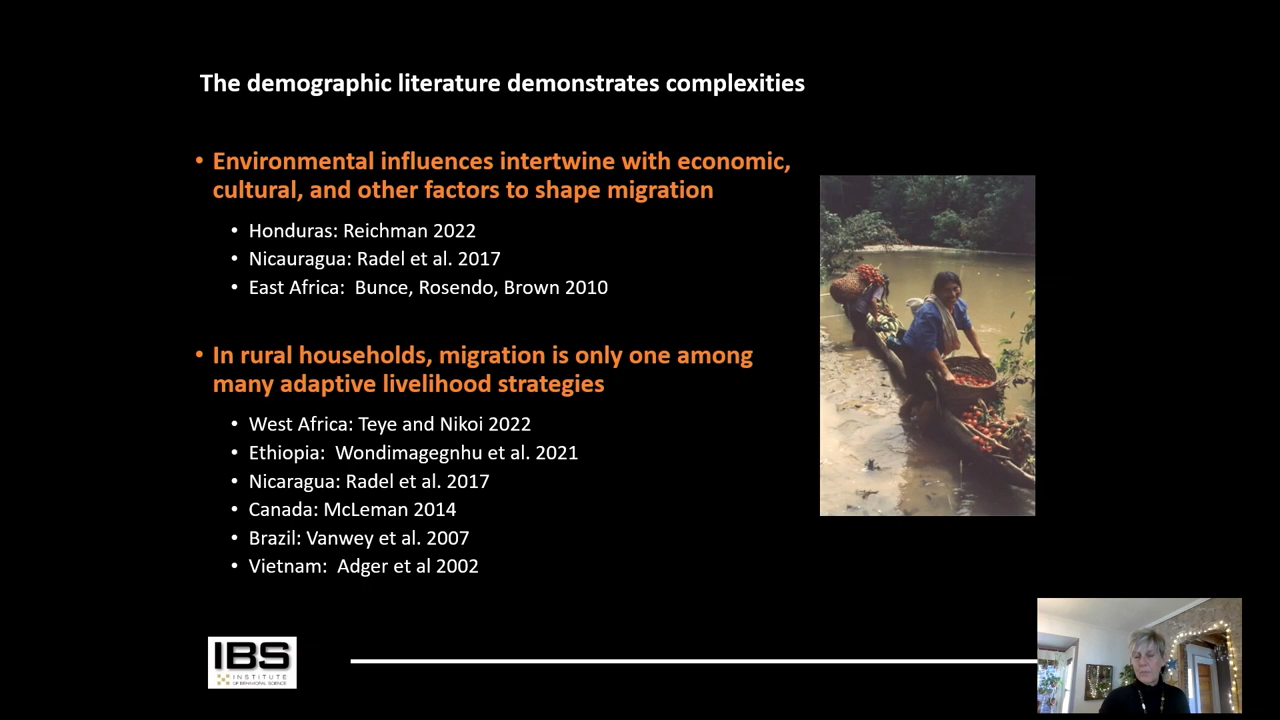 The demographic literature demonstrates complexities
• Environmental influences intertwine with economic,
cultural, and other factors to shape migration
• Honduras: Reichman 2022
• Nicauragua: Radel et al. 2017
• East Africa:  Bunce, Rosendo, Brown 2010
• In rural households, migration is only one among
many adaptive livelihood strategies
• West Africa: Teye and Nikoi 2022
• Ethiopia:  Wondimagegnhu et al. 2021
• Nicaragua: Radel et al. 2017
• Canada: McLeman 2014
• Brazil: Vanwey et al. 2007
• Vietnam:  Adger et al 2002
IBS
INSTITUTE
OF BEHAVIORAL SCIENCE